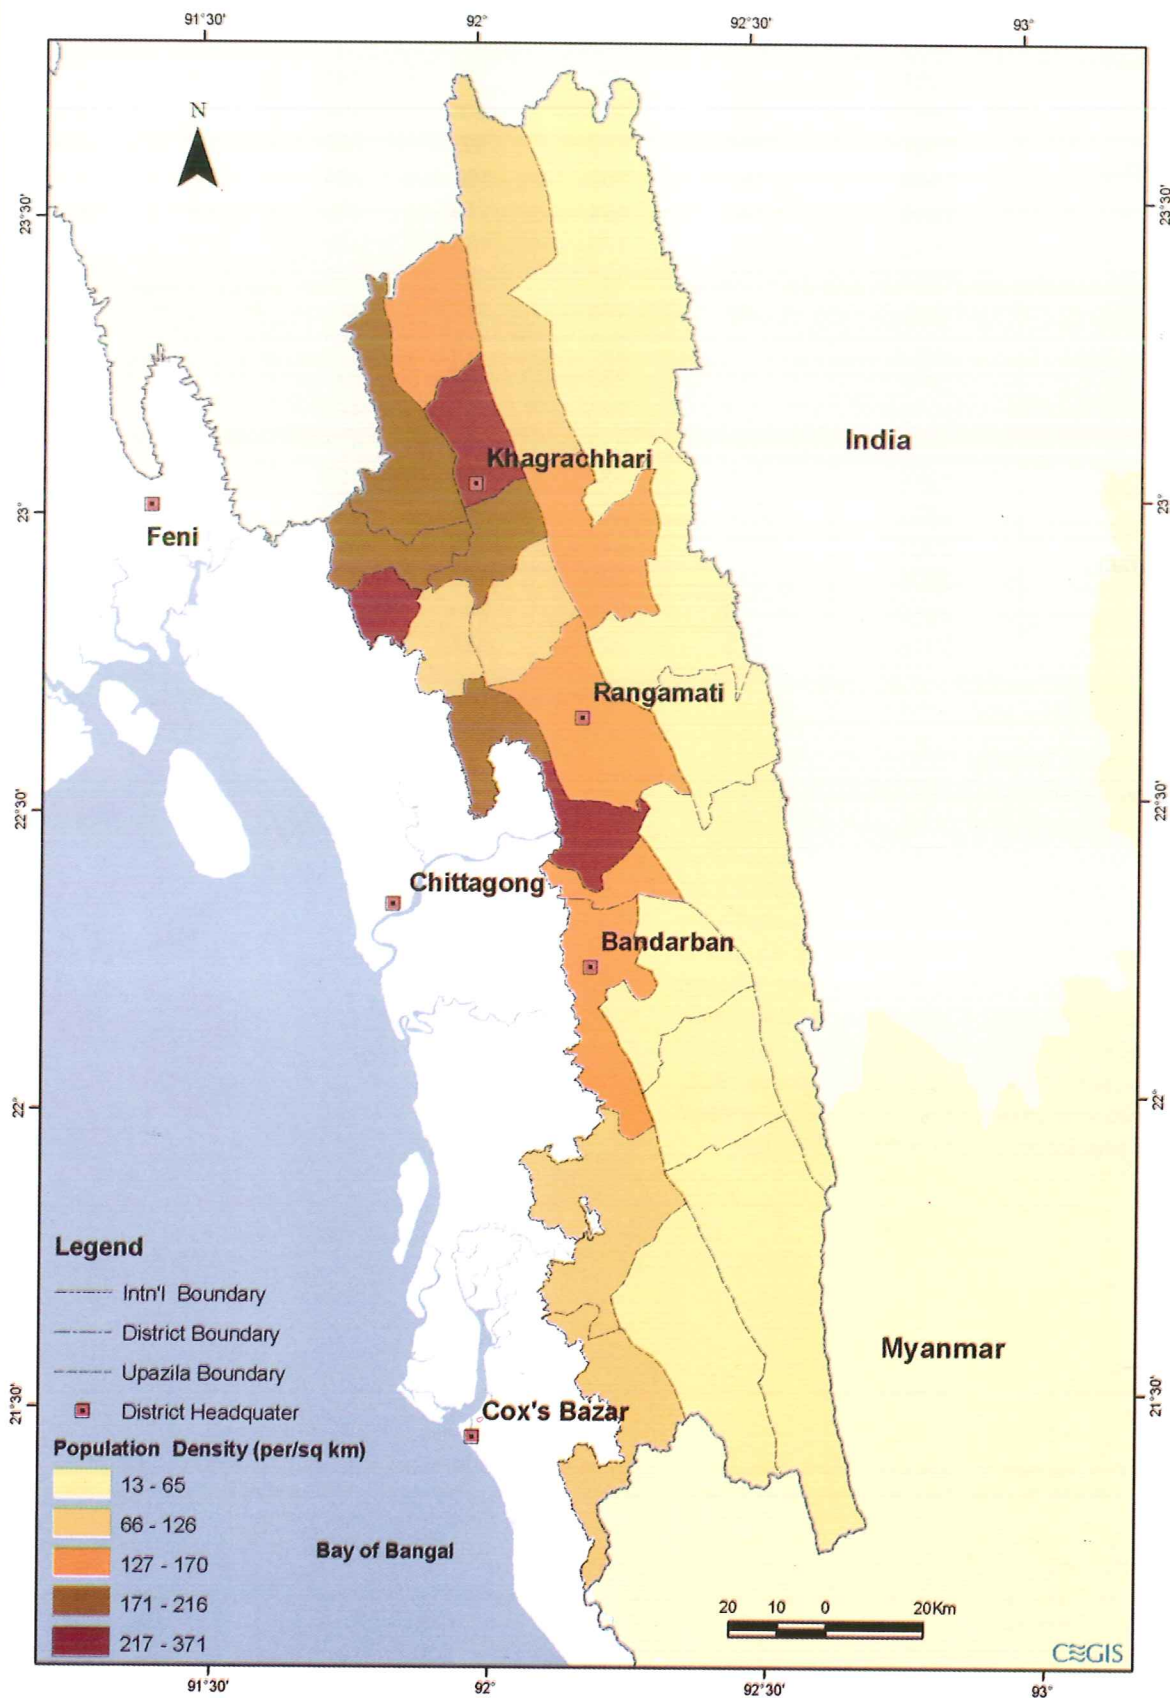 91°30'
92°
92°30'
93°
N
23°30'
23°30'
India
Khagrachhari
23°
23°
Feni
Rangamati
22°30'
22°30'
Chittagong
Bandarban
22°
22°
Legend
Intn'l Boundary
District Boundary
Upazila Boundary
District Headquater
Myanmar
21°30'
21°30'
Cox's Bazar
Population Density (per/sq km)
13 - 65
66 - 126
127 - 170
171 - 216
217 - 371
Bay of Bangal
20 10 0 20Km
CEGIS
91°30'
92°
92°30'
93°